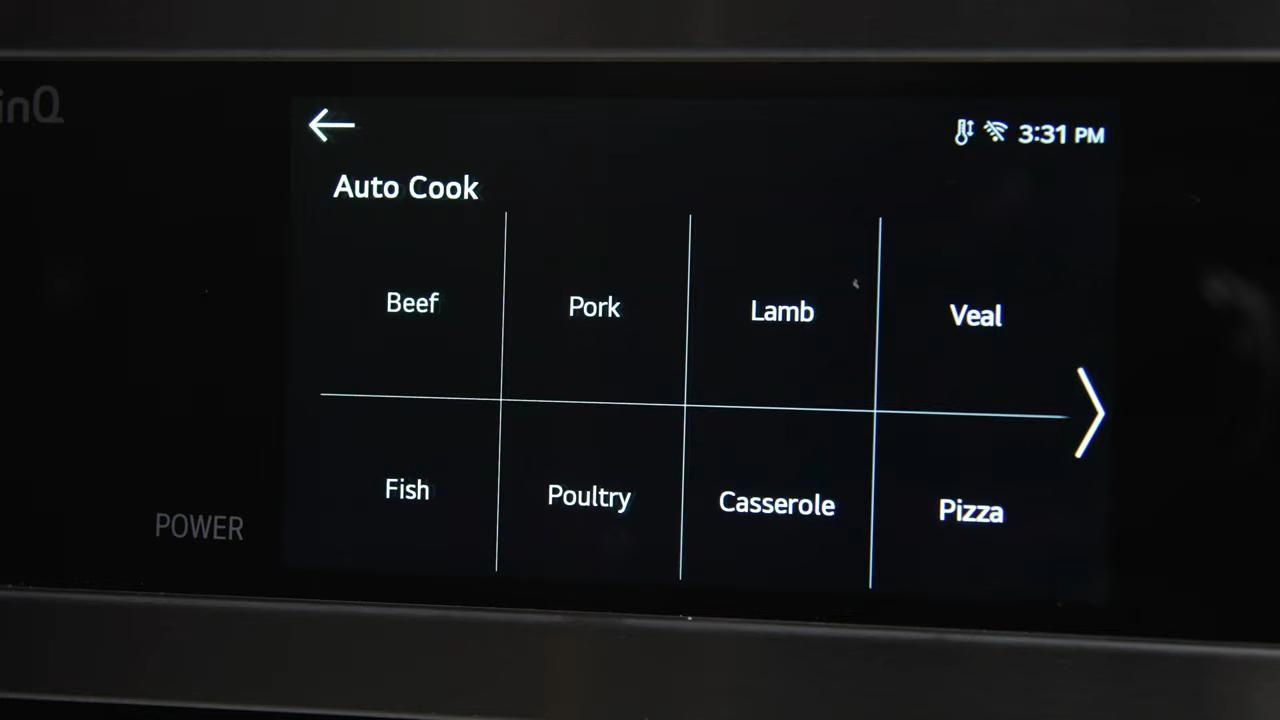 inQ
3:31 PM
Auto Cook
Beef Pork Lamb Veal
Fish Poultry Casserole Pizza
POWER